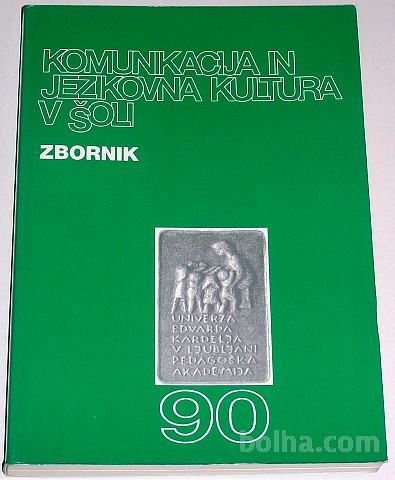 KOMUNIKACIJA IN
JEZIKOVNA KULTURA
V ŠOLI
ZBORNIK
UNIVERZA
EDVARDA
KARDELJA
V LJUBLJANI
PEDAGOŠKA
AKADEMIJA
90
bolha.com